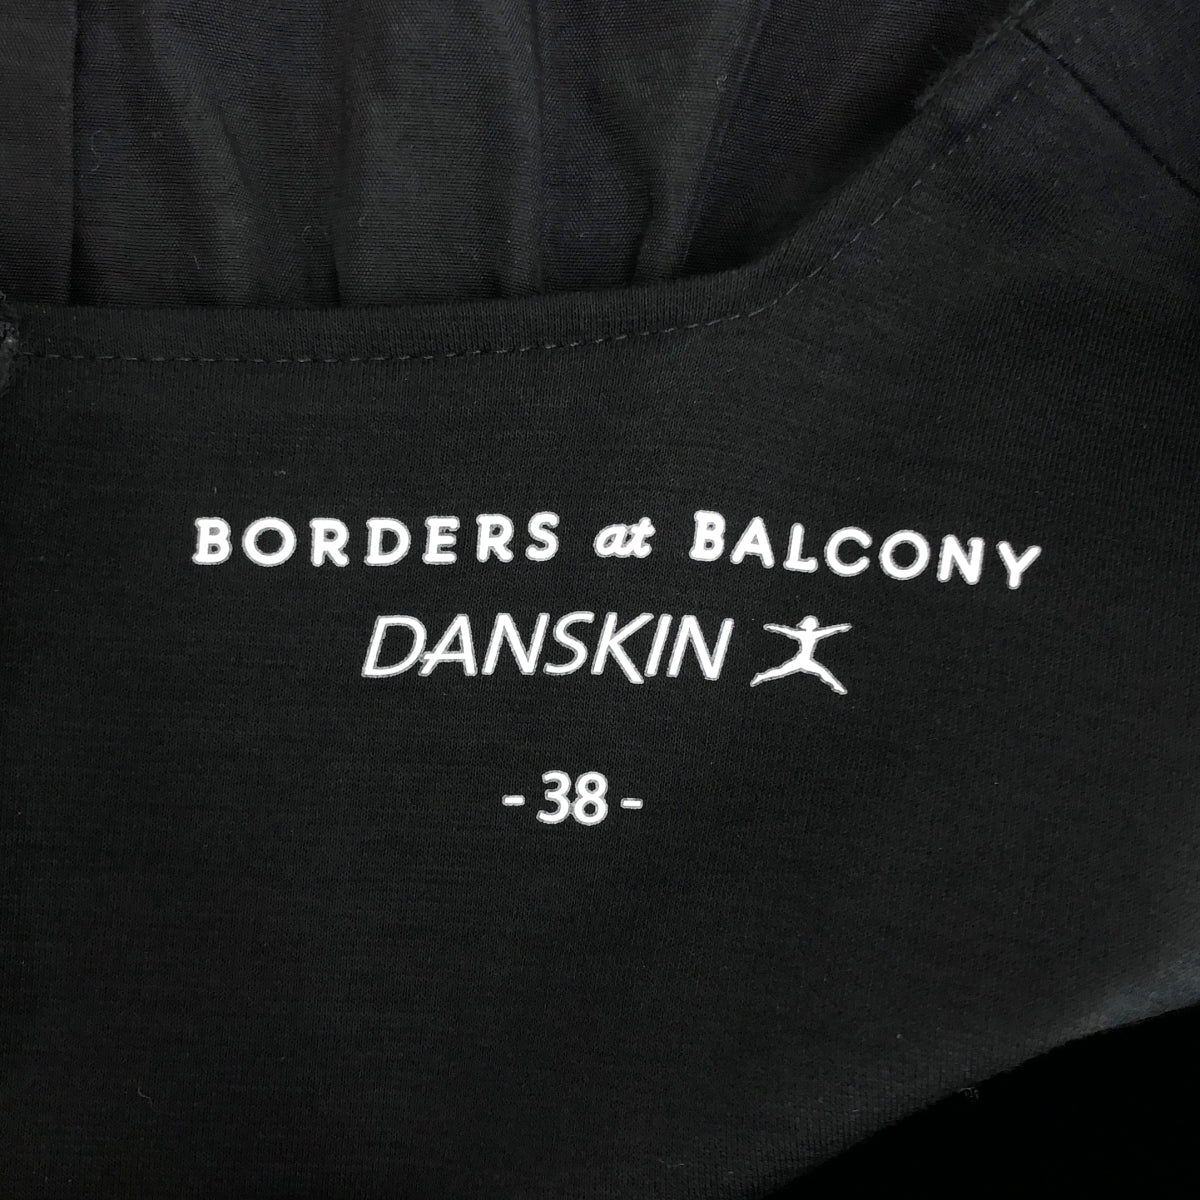 BORDERS at BALCONY
DANSKIN
-38-